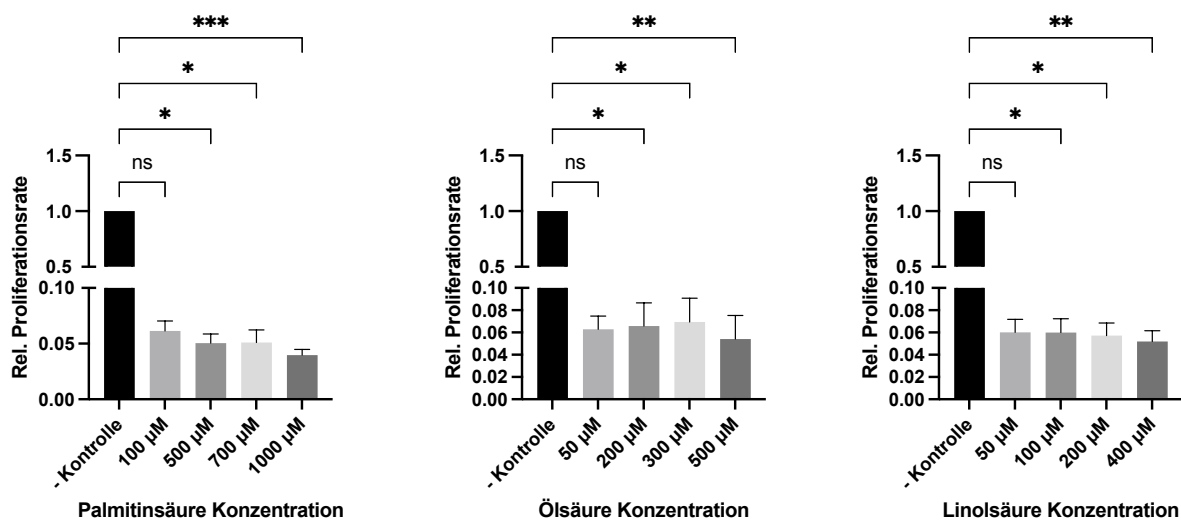 ***
*
*
ns
1.5
1.0
0.5
0.10
0.05
0.00
Rel. Proliferationsrate
- Kontrolle
100 µM
500 µM
700 µM
1000 µM
Palmitinsäure Konzentration
**
*
*
ns
1.5
1.0
0.5
0.10
0.08
0.06
0.04
0.02
0.00
Rel. Proliferationsrate
- Kontrolle
50 µM
200 µM
300 µM
500 µM
Ölsäure Konzentration
**
*
*
ns
1.5
1.0
0.5
0.10
0.08
0.06
0.04
0.02
0.00
Rel. Proliferationsrate
- Kontrolle
50 µM
100 µM
200 µM
400 µM
Linolsäure Konzentration